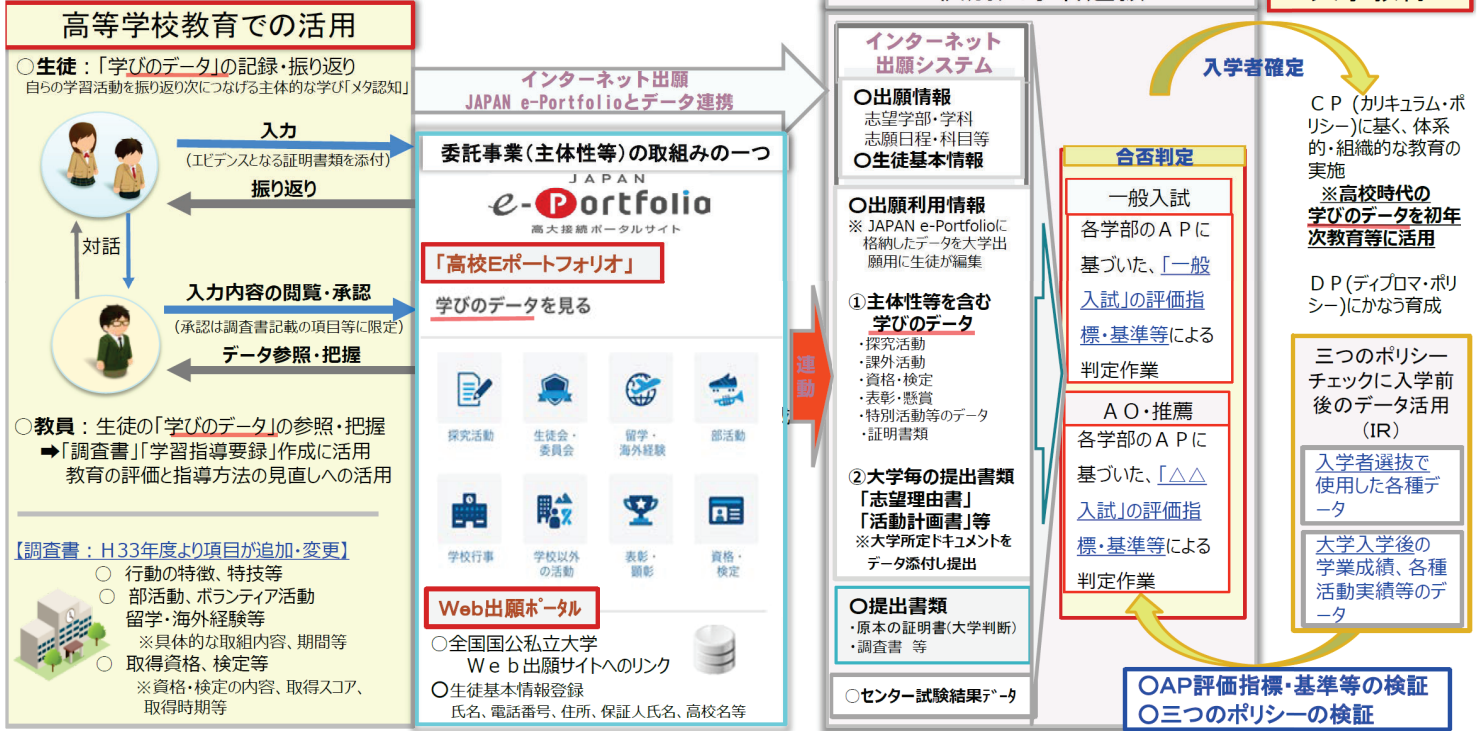 高等学校教育での活用
○生徒：「学びのデータ」の記録・振り返り
自らの学習活動を振り返り次につなげる主体的な学び「メタ認知」
入力
(エビデンスとなる証明書類を添付)
振り返り
対話
入力内容の閲覧・承認
(承認は調査書記載の項目等に限定)
データ参照・把握
○教員：生徒の「学びのデータ」の参照・把握
➡「調査書」「学習指導要録」作成に活用
教育の評価と指導方法の見直しへの活用
【調査書：H33年度より項目が追加・変更】
○ 行動の特徴、特技等
○ 部活動、ボランティア活動
留学・海外経験等
※具体的な取組内容、期間等
○ 取得資格、検定等
※資格・検定の内容、取得スコア、
取得時期等
インターネット出願
JAPAN e-Portfolioとデータ連携
委託事業(主体性等)の取組みの一つ
JAPAN
e-Portfolio
高大接続ポータルサイト
「高校Eポートフォリオ」
学びのデータを見る
探究活動
生徒会・
委員会
留学・
海外経験
部活動
学校行事
学校以外
の活動
表彰・
顕彰
資格・
検定
Web出願ポータル
○全国国公私立大学
Web出願サイトへのリンク
○生徒基本情報登録
氏名、電話番号、住所、保証人氏名、高校名等
連動
インターネット
出願システム
○出願情報
志望学部・学科
志願日程・科目等
○生徒基本情報
○出願利用情報
※ JAPAN e-Portfolioに
格納したデータを大学出
願用に生徒が編集
①主体性等を含む
学びのデータ
・探究活動
・課外活動
・資格・検定
・表彰・懸賞
・特別活動等のデータ
・証明書類
②大学毎の提出書類
「志望理由書」
「活動計画書」等
※大学所定ドキュメントを
データ添付し提出
○提出書類
・原本の証明書(大学判断)
・調査書 等
○センター試験結果データ
合否判定
一般入試
各学部のAPに
基づいた、「一般
入試」の評価指
標・基準等による
判定作業
AO・推薦
各学部のAPに
基づいた、「△△
入試」の評価指
標・基準等による
判定作業
入学者確定
CP(カリキュラム・ポ
リシー)に基く、体系
的・組織的な教育の
実施
※高校時代の
学びのデータを初年
次教育等に活用
DP(ディプロマ・ポリ
シー)にかなう育成
三つのポリシー
チェックに入学前
後のデータ活用
(IR)
入学者選抜で
使用した各種デ
ータ
大学入学後の
学業成績、各種
活動実績等のデ
ータ
○AP評価指標・基準等の検証
○三つのポリシーの検証